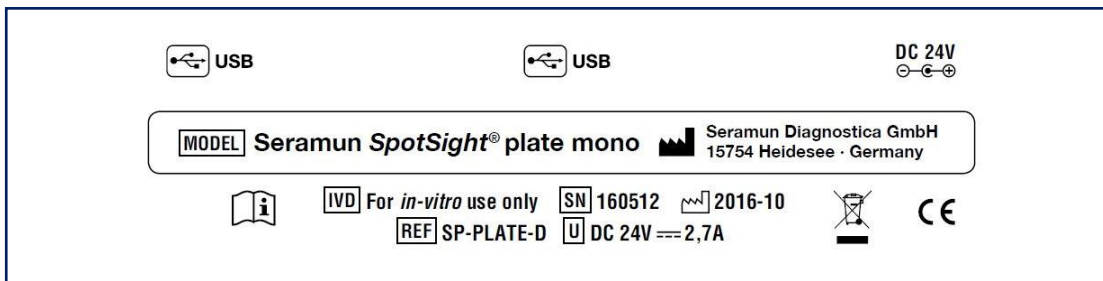 USB USB DC 24V
MODEL Seramun SpotSight® plate mono Seramun Diagnostica GmbH
15754 Heidesee · Germany
IVD For in-vitro use only SN 160512 2016-10
REF SP-PLATE-D U DC 24V 2,7A
CE